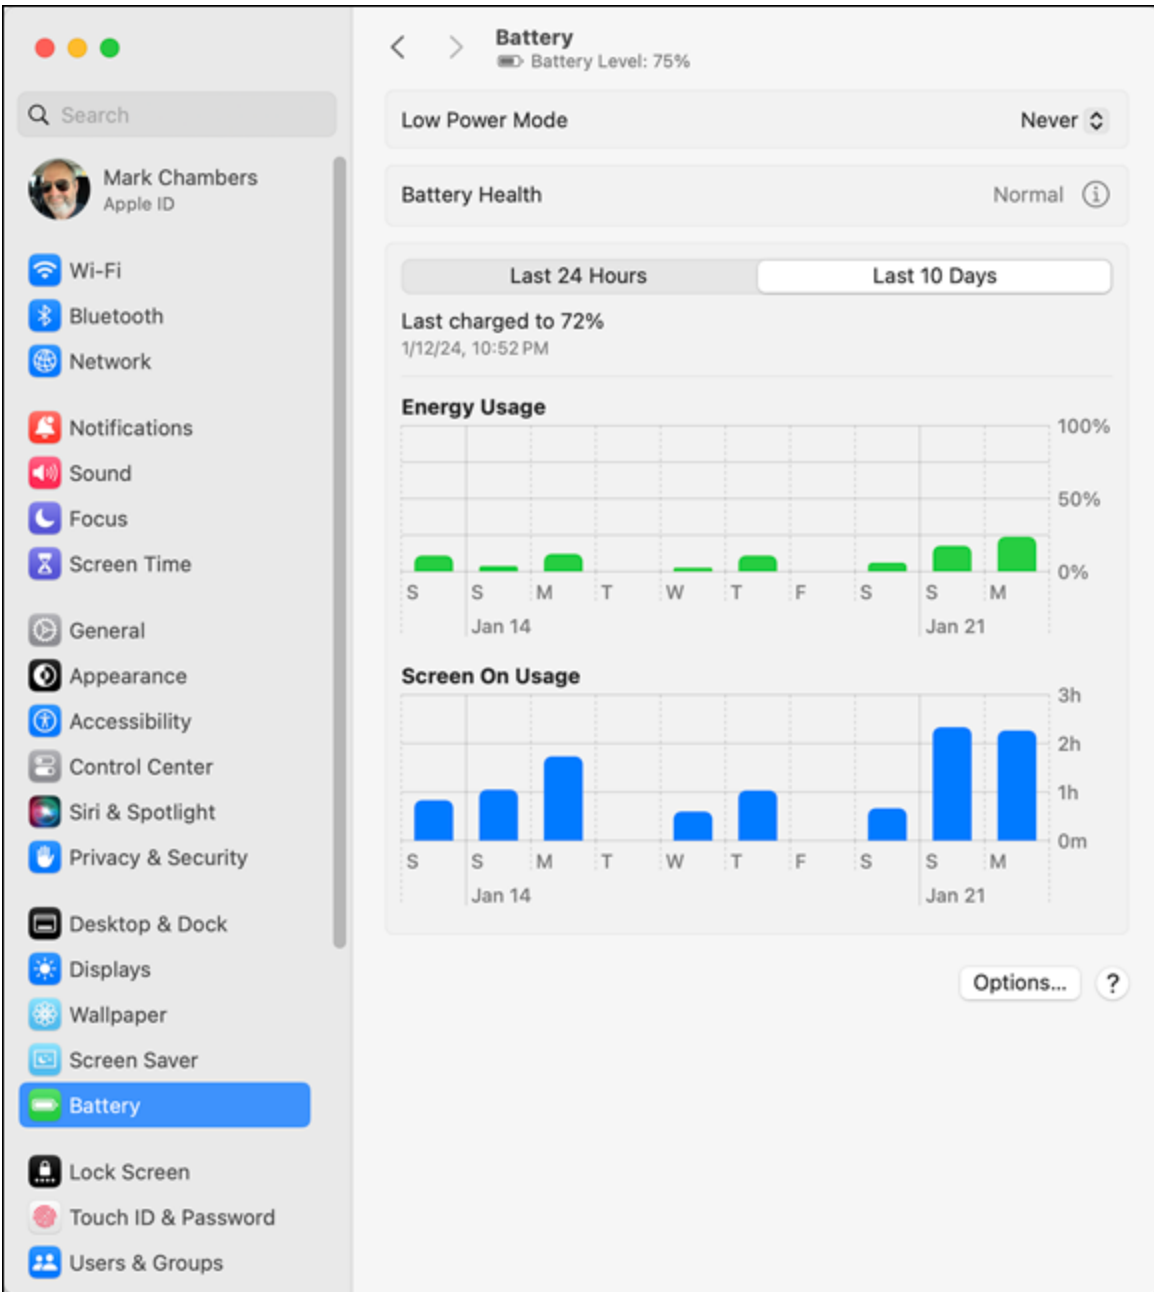 Battery
Battery Level: 75%
Search
Mark Chambers
Apple ID
Wi-Fi
Bluetooth
Network
Notifications
Sound
Focus
Screen Time
General
Appearance
Accessibility
Control Center
Siri & Spotlight
Privacy & Security
Desktop & Dock
Displays
Wallpaper
Screen Saver
Battery
Lock Screen
Touch ID & Password
Users & Groups
Low Power Mode Never
Battery Health Normal
Last 24 Hours Last 10 Days
Last charged to 72%
1/12/24, 10:52 PM
Energy Usage
100%
50%
0%
S S M T W T F S S M
Jan 14 Jan 21
Screen On Usage
3h
2h
1h
0m
S S M T W T F S S M
Jan 14 Jan 21
Options... ?